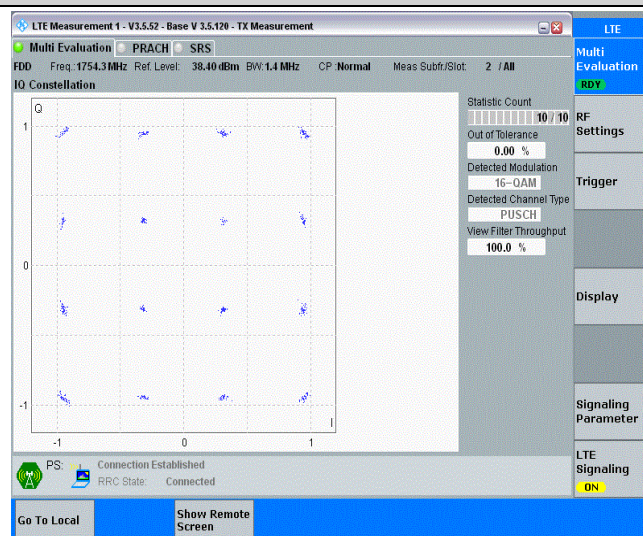 LTE Measurement 1 - V3.5.52 - Base V 3.5.120 - TX Measurement
LTE
Multi Evaluation PRACH SRS
Multi
Evaluation
RDY
FDD Freq.:1754.3 MHz Ref. Level: 38.40 dBm BW:1.4 MHz CP :Normal Meas Subfr./Slot: 2 / All
IQ Constellation
Q
1
0
-1
-1 0 1
I
Statistic Count
10 / 10
Out of Tolerance
0.00 %
Detected Modulation
16-QAM
Detected Channel Type
PUSCH
View Filter Throughput
100.0 %
RF
Settings
Trigger
Display
Signaling
Parameter
LTE
Signaling
ON
PS: Connection Established
RRC State: Connected
Go To Local
Show Remote
Screen